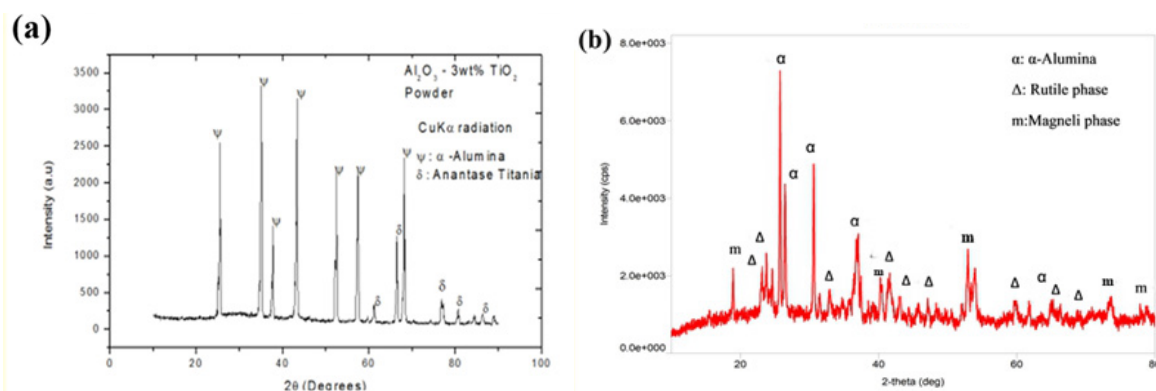 (a)
Al2O3 - 3wt% TiO2
Powder
CuKα radiation
ψ: α -Alumina
δ: Anantase Titania
ψ
ψ
ψ
ψ
ψ
ψ
ψ
δ
δ
δ
δ
δ
3500
3000
2500
2000
1500
1000
500
0
Intensity (a.u)
0
20
40
60
80
100
2θ (Degrees)
(b)
α: α-Alumina
Δ: Rutile phase
m:Magneli phase
8.0e+003
6.0e+003
4.0e+003
2.0e+003
0.0e+000
Intensity (cps)
m
Δ
Δ
α
α
α
Δ
α
m
Δ
Δ
Δ
m
Δ
α
Δ
Δ
m
m
20
40
60
80
2-theta (deg)